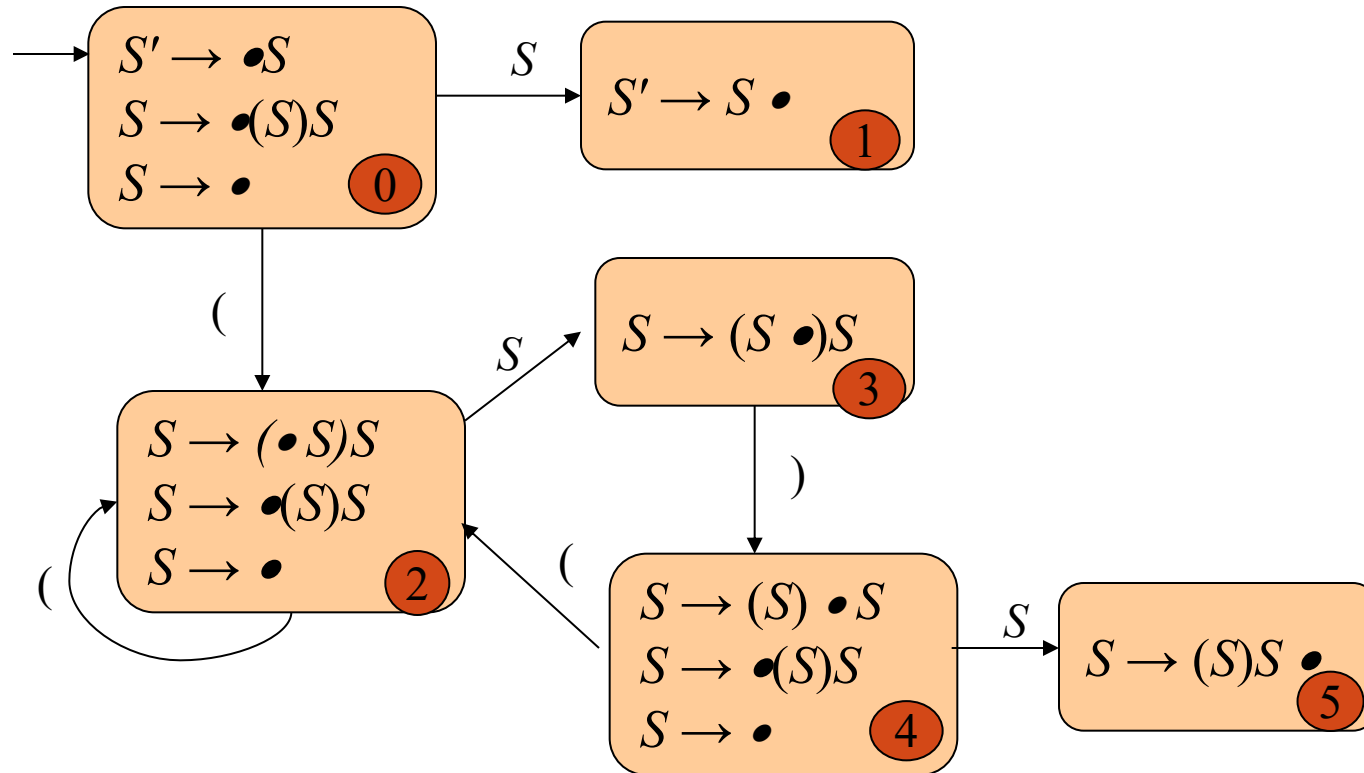 S' → •S
S → •(S)S
S → •
0
S
S' → S •
1
(
S
S → (S •)S
3
S → (• S)S
S → •(S)S
S → •
2
(
)
(
S → (S) • S
S → •(S)S
S → •
4
S
S → (S)S •
5